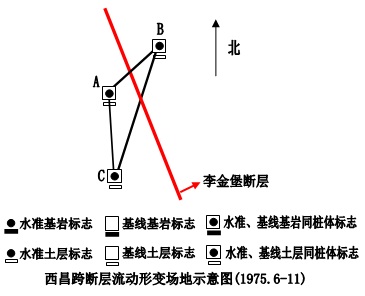 B
北
A
C
李金堡断层
水准基岩标志 基线基岩标志 水准、基线基岩同桩体标志
水准土层标志 基线土层标志 水准、基线土层同桩体标志
西昌跨断层流动形变场地示意图(1975.6-11)